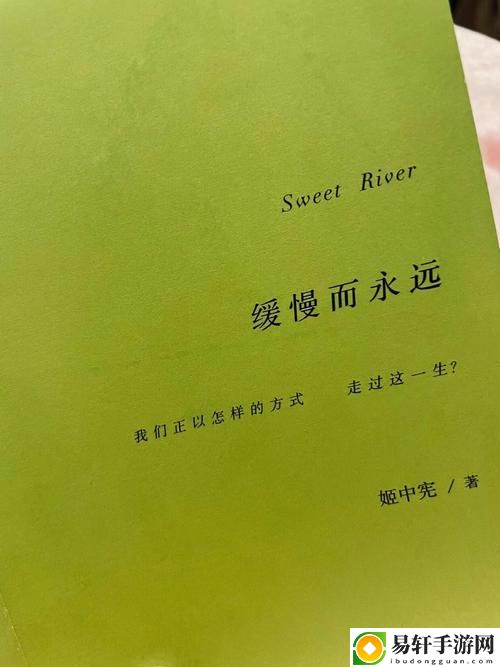 Sweet River
缓慢而永远
我们正以怎样的方式 走过这一生?
姬中宪 / 著
易轩手游网
ibudongguan.com